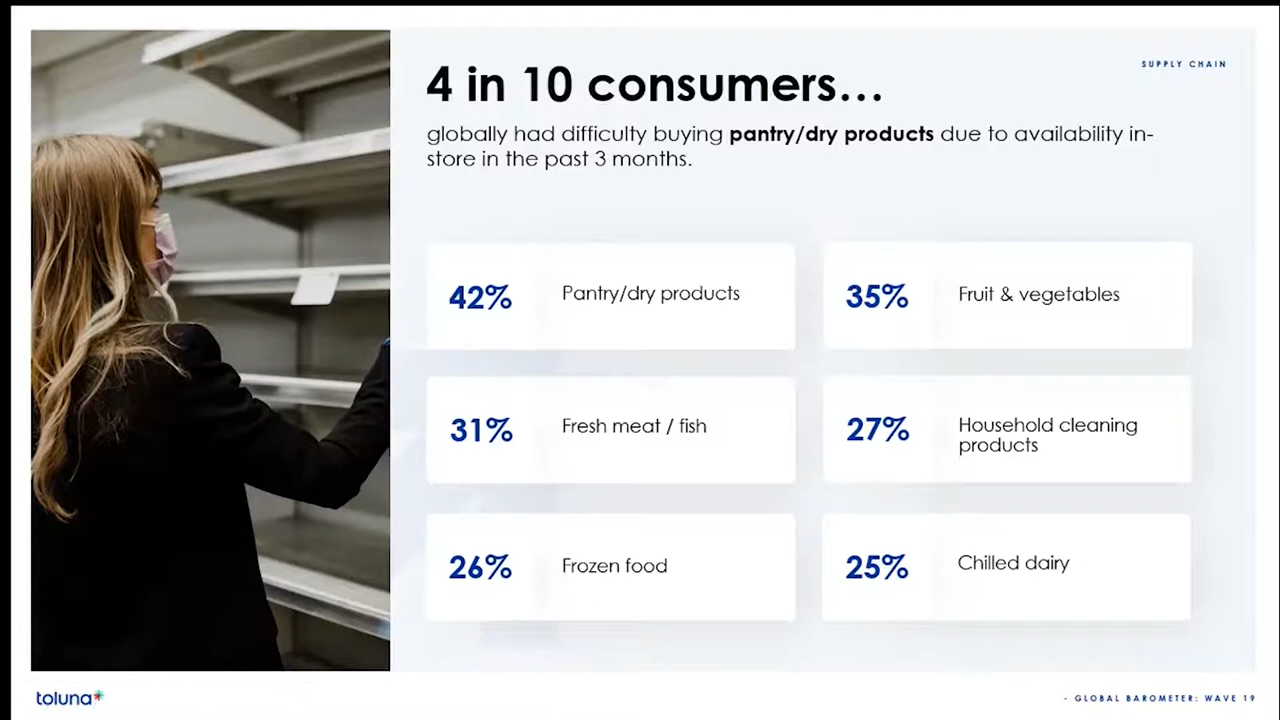 SUPPLY CHAIN
4 in 10 consumers...
globally had difficulty buying pantry/dry products due to availability in-
store in the past 3 months.
42% Pantry/dry products
35% Fruit & vegetables
31% Fresh meat / fish
27% Household cleaning
products
26% Frozen food
25% Chilled dairy
toluna*
- GLOBAL BAROMETER: WAVE 19